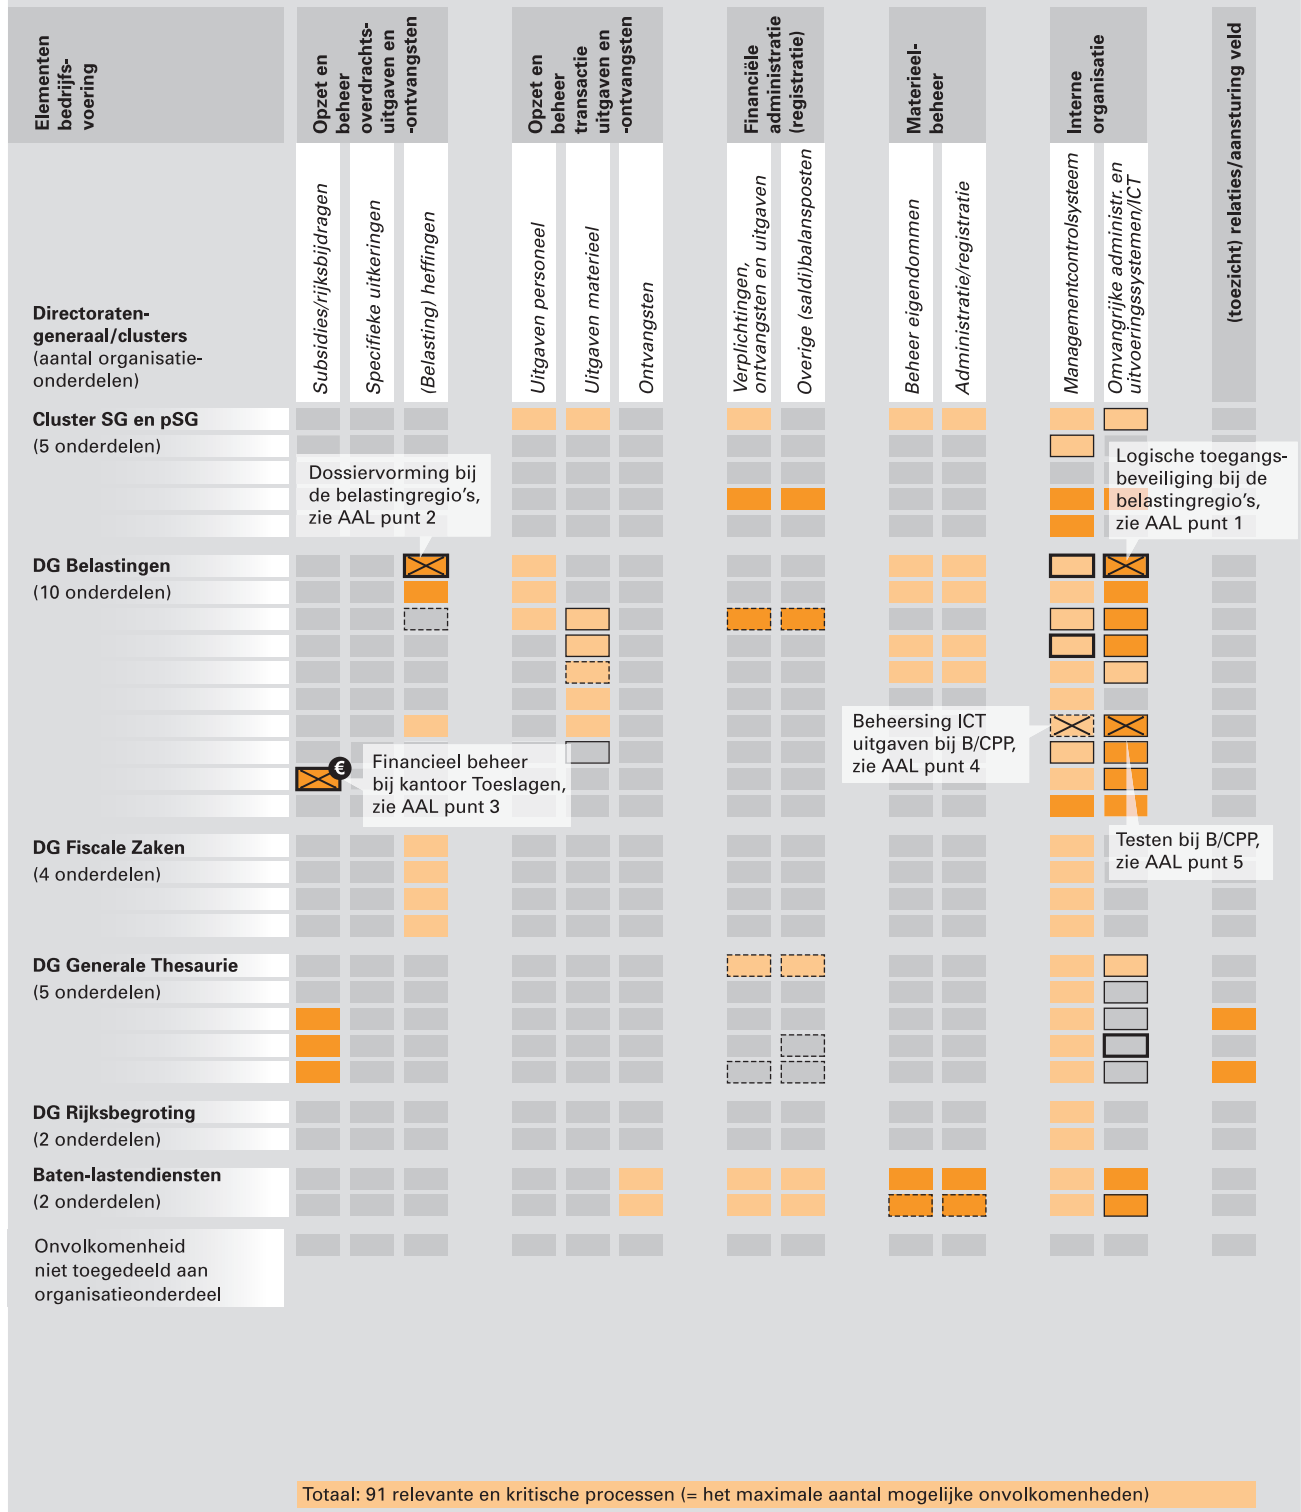 Elementen
bedrijfs-
voering
Opzet en
beheer
overdrachts-
uitgaven en
-ontvangsten
Opzet en
beheer
transactie
uitgaven en
-ontvangsten
Financiële
administratie
(registratie)
Materieel-
beheer
Interne
organisatie
(toezicht) relaties/aansturing veld
Directoraten-
generaal/clusters
(aantal organisatie-
onderdelen)
Subsidies/rijksbijdragen
Specifieke uitkeringen
(Belasting) heffingen
Uitgaven personeel
Uitgaven materieel
Ontvangsten
Verplichtingen,
ontvangsten en uitgaven
Overige (saldi)balansposten
Beheer eigendommen
Administratie/registratie
Managementcontrolsysteem
Omvangrijke administr. en
uitvoeringssystemen/ICT
Cluster SG en pSG
(5 onderdelen)
Dossiervorming bij
de belastingregio's,
zie AAL punt 2
Logische toegangs-
beveiliging bij de
belastingregio's,
zie AAL punt 1
DG Belastingen
(10 onderdelen)
Beheersing ICT
uitgaven bij B/CPP,
zie AAL punt 4
€
Financieel beheer
bij kantoor Toeslagen,
zie AAL punt 3
Testen bij B/CPP,
zie AAL punt 5
DG Fiscale Zaken
(4 onderdelen)
DG Generale Thesaurie
(5 onderdelen)
DG Rijksbegroting
(2 onderdelen)
Baten-lastendiensten
(2 onderdelen)
Onvolkomenheid
niet toegedeeld aan
organisatieonderdeel
Totaal: 91 relevante en kritische processen (= het maximale aantal mogelijke onvolkomenheden)